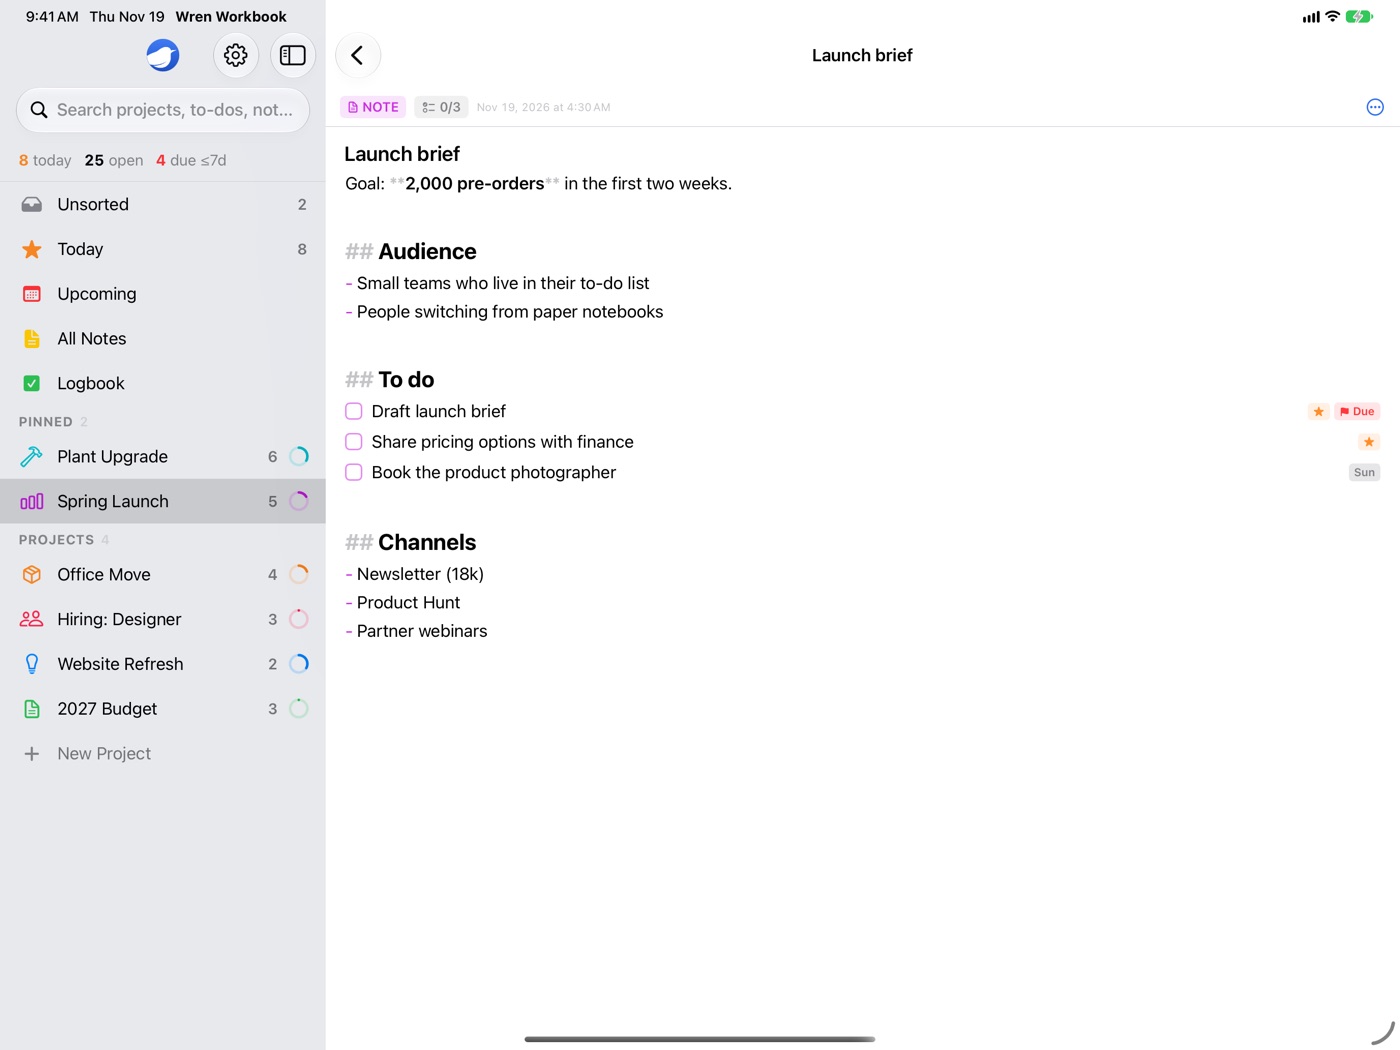 9:41 AM Thu Nov 19 Wren Workbook
Search projects, to-dos, not...
8 today 25 open 4 due ≤7d
Unsorted 2
Today 8
Upcoming
All Notes
Logbook
PINNED 2
Plant Upgrade 6
Spring Launch 5
PROJECTS 4
Office Move 4
Hiring: Designer 3
Website Refresh 2
2027 Budget 3
+ New Project
Launch brief
NOTE 0/3 Nov 19, 2026 at 4:30 AM
Launch brief
Goal: **2,000 pre-orders** in the first two weeks.
## Audience
- Small teams who live in their to-do list
- People switching from paper notebooks
## To do
Draft launch brief Due
Share pricing options with finance
Book the product photographer Sun
## Channels
- Newsletter (18k)
- Product Hunt
- Partner webinars